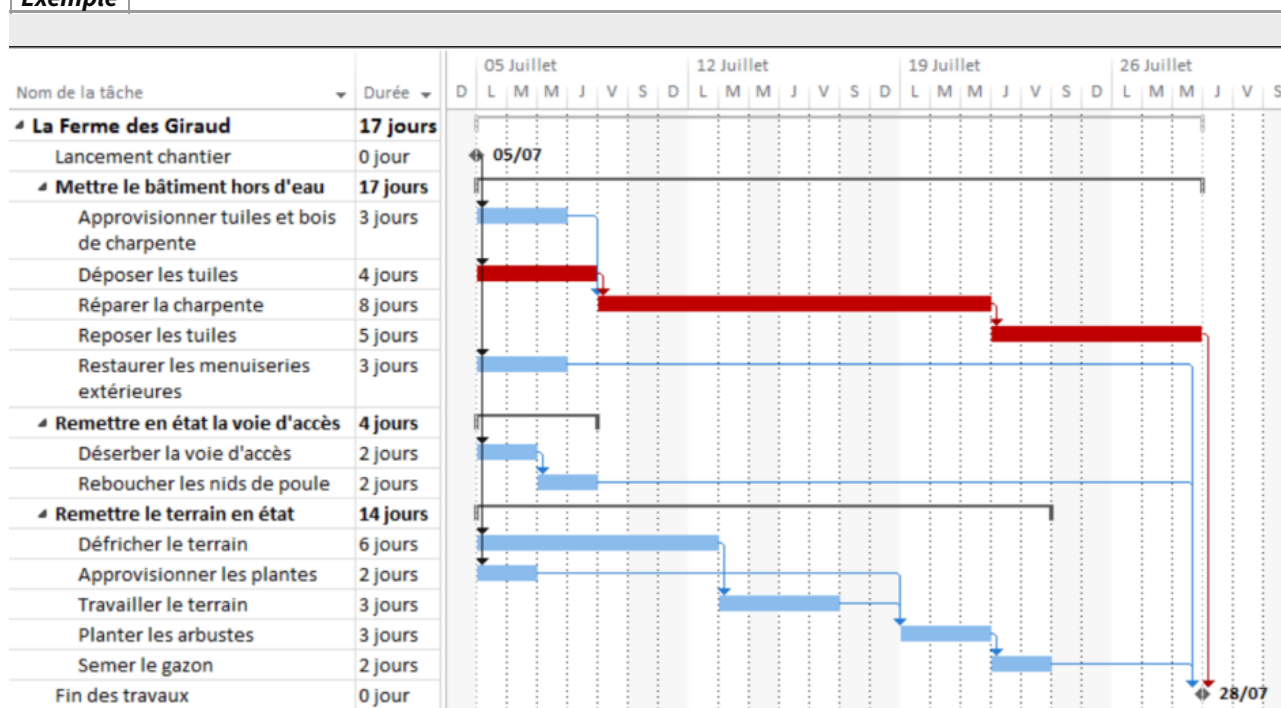 Exemple
05 Juillet 12 Juillet 19 Juillet 26 Juillet
Nom de la tâche Durée D L M M J V S D L M M J V S D L M M J V S D L M M J V S
La Ferme des Giraud 17 jours
Lancement chantier 0 jour 05/07
Mettre le bâtiment hors d'eau 17 jours
Approvisionner tuiles et bois 3 jours
de charpente
Déposer les tuiles 4 jours
Réparer la charpente 8 jours
Reposer les tuiles 5 jours
Restaurer les menuiseries 3 jours
extérieures
Remettre en état la voie d'accès 4 jours
Déserber la voie d'accès 2 jours
Reboucher les nids de poule 2 jours
Remettre le terrain en état 14 jours
Défricher le terrain 6 jours
Approvisionner les plantes 2 jours
Travailler le terrain 3 jours
Planter les arbustes 3 jours
Semer le gazon 2 jours
Fin des travaux 0 jour 28/07